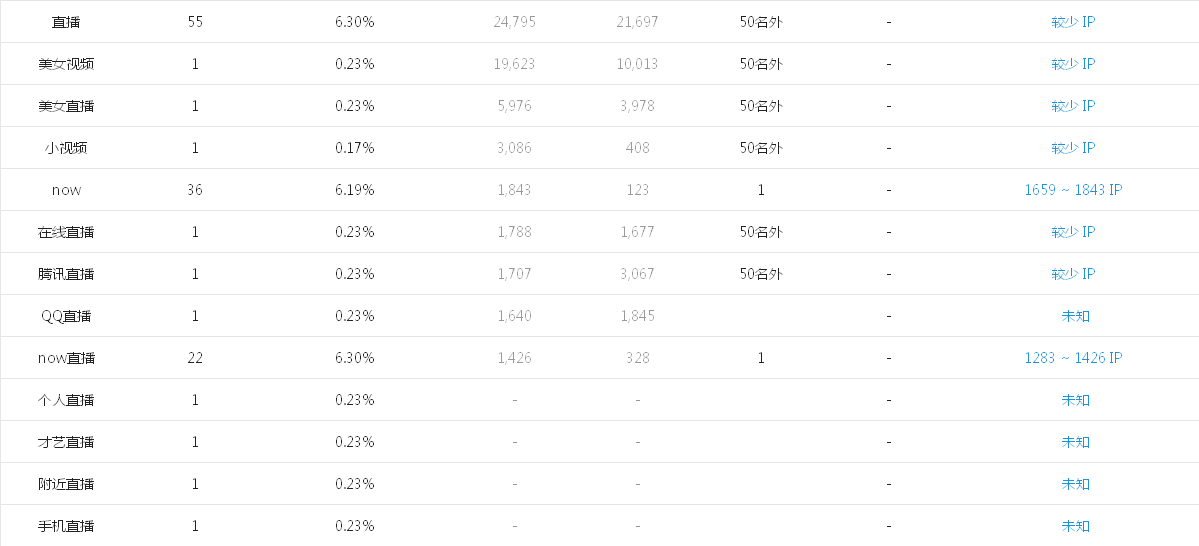 直播 55 6.30% 24,795 21,697 50名外 - 较少 IP
美女视频 1 0.23% 19,623 10,013 50名外 - 较少 IP
美女直播 1 0.23% 5,976 3,978 50名外 - 较少 IP
小视频 1 0.17% 3,086 408 50名外 - 较少 IP
now 36 6.19% 1,843 123 1 - 1659 ~ 1843 IP
在线直播 1 0.23% 1,788 1,677 50名外 - 较少 IP
腾讯直播 1 0.23% 1,707 3,067 50名外 - 较少 IP
QQ直播 1 0.23% 1,640 1,845 - 未知
now直播 22 6.30% 1,426 328 1 - 1283 ~ 1426 IP
个人直播 1 0.23% - - - 未知
才艺直播 1 0.23% - - - 未知
附近直播 1 0.23% - - - 未知
手机直播 1 0.23% - - - 未知